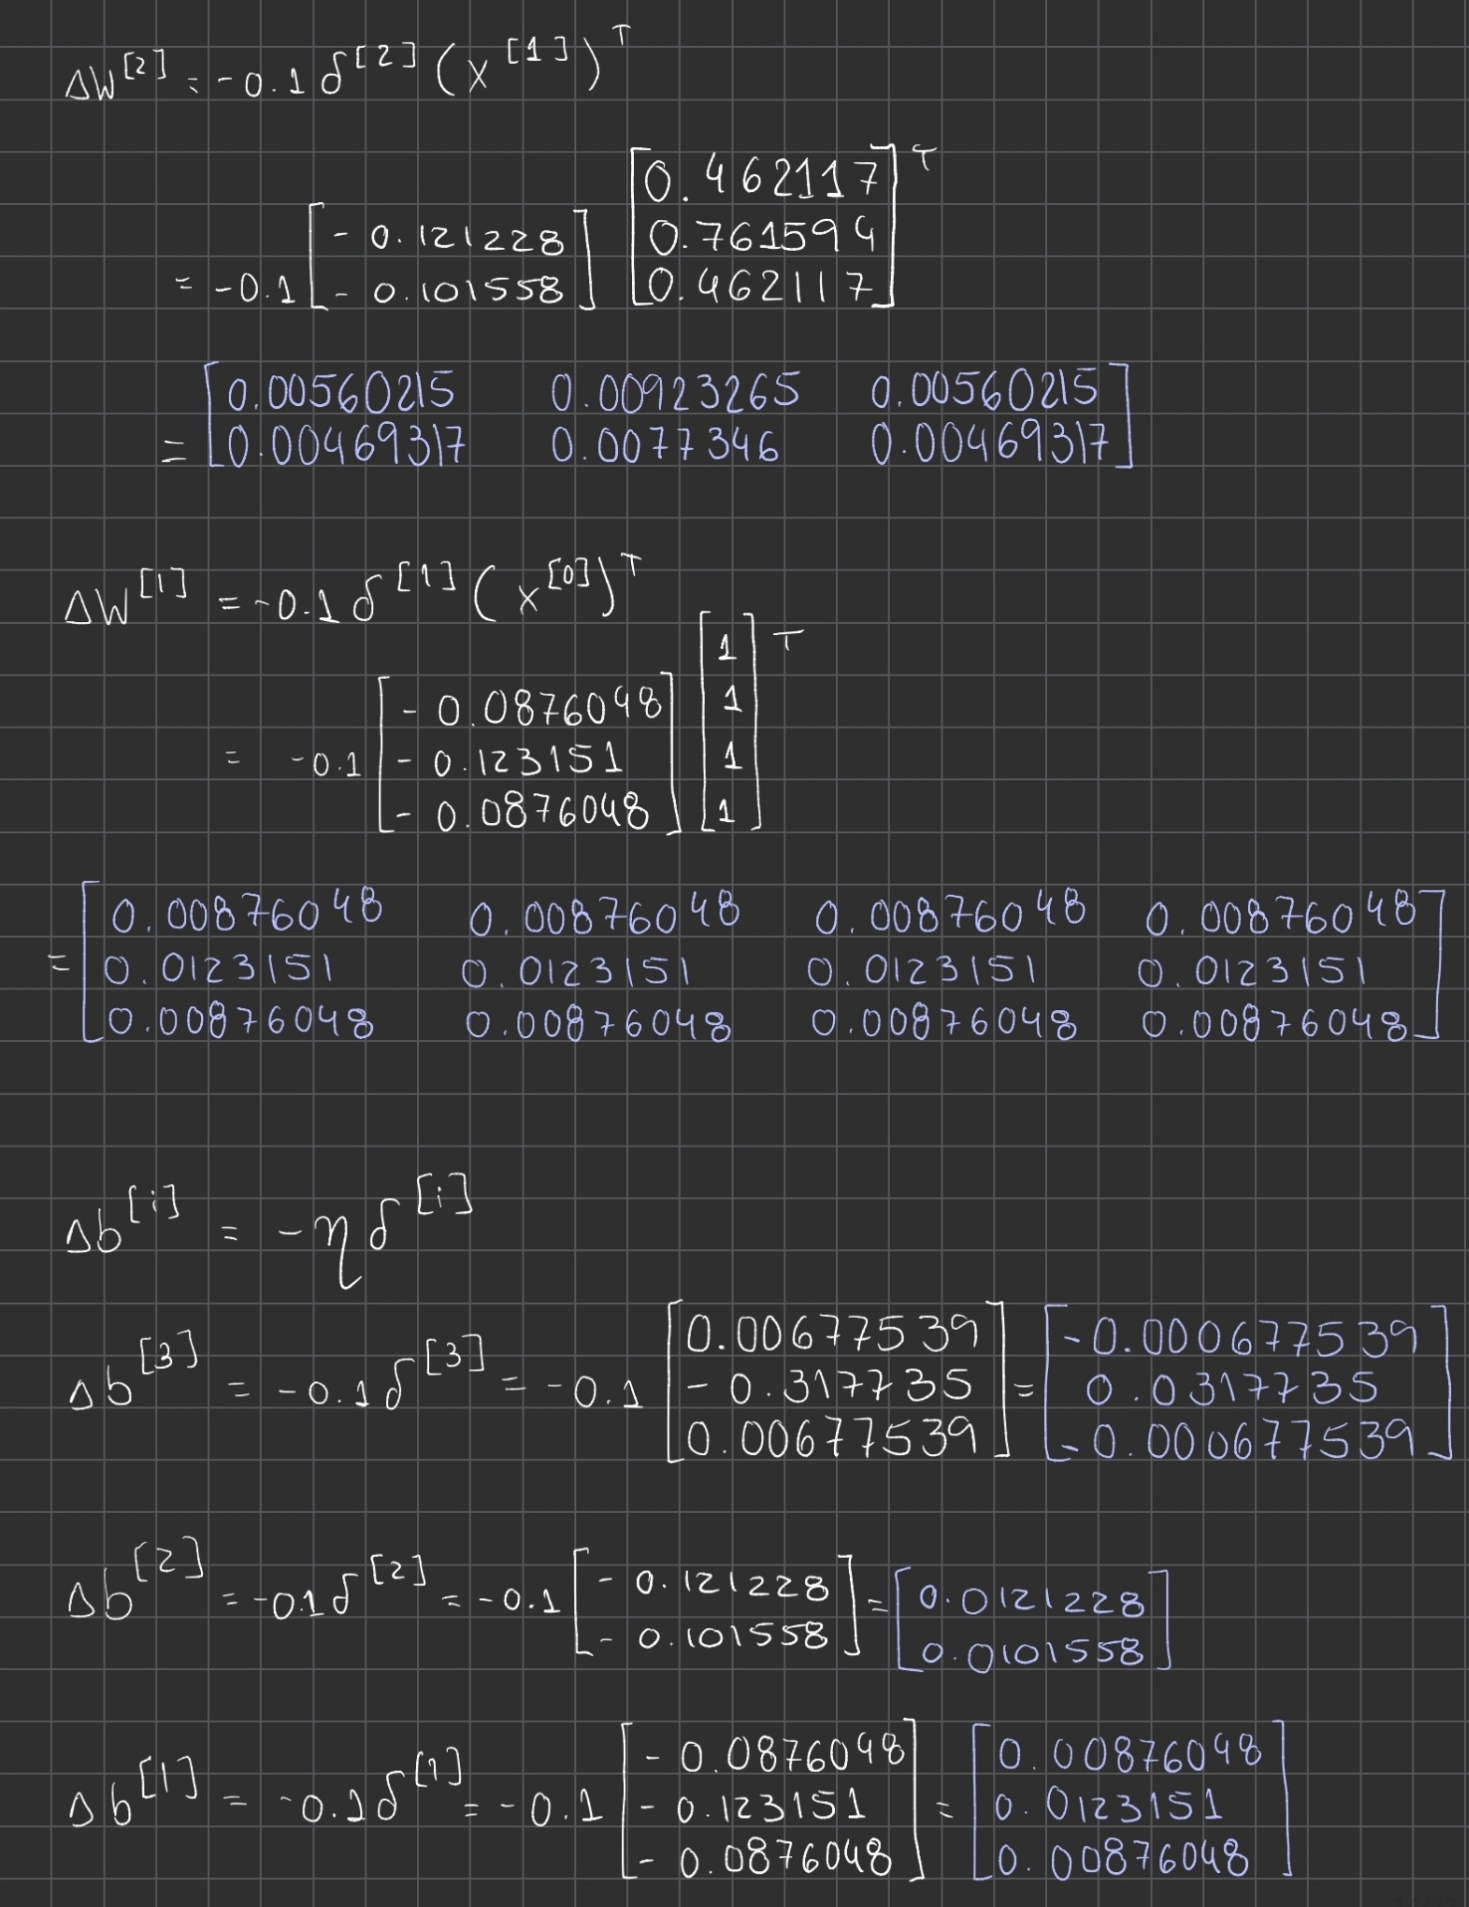 ΔW^[2] = -0.1 δ^[2] (x^[1])^T
= -0.1 [-0.121228; -0.101558] [0.462117; 0.761594; 0.462117]^T
= [0.00560215 0.00923265 0.00560215; 0.00469317 0.0077346 0.00469317]
ΔW^[1] = -0.1 δ^[1] (x^[0])^T
= -0.1 [-0.0876048; -0.123151; -0.0876048] [1; 1; 1; 1]^T
= [0.00876048 0.00876048 0.00876048 0.00876048; 0.0123151 0.0123151 0.0123151 0.0123151; 0.00876048 0.00876048 0.00876048 0.00876048]
Δb^[i] = -η δ^[i]
Δb^[3] = -0.1 δ^[3] = -0.1 [0.00677539; -0.317735; 0.00677539] = [-0.000677539; 0.0317735; -0.000677539]
Δb^[2] = -0.1 δ^[2] = -0.1 [-0.121228; -0.101558] = [0.0121228; 0.0101558]
Δb^[1] = -0.1 δ^[1] = -0.1 [-0.0876048; -0.123151; -0.0876048] = [0.00876048; 0.0123151; 0.00876048]